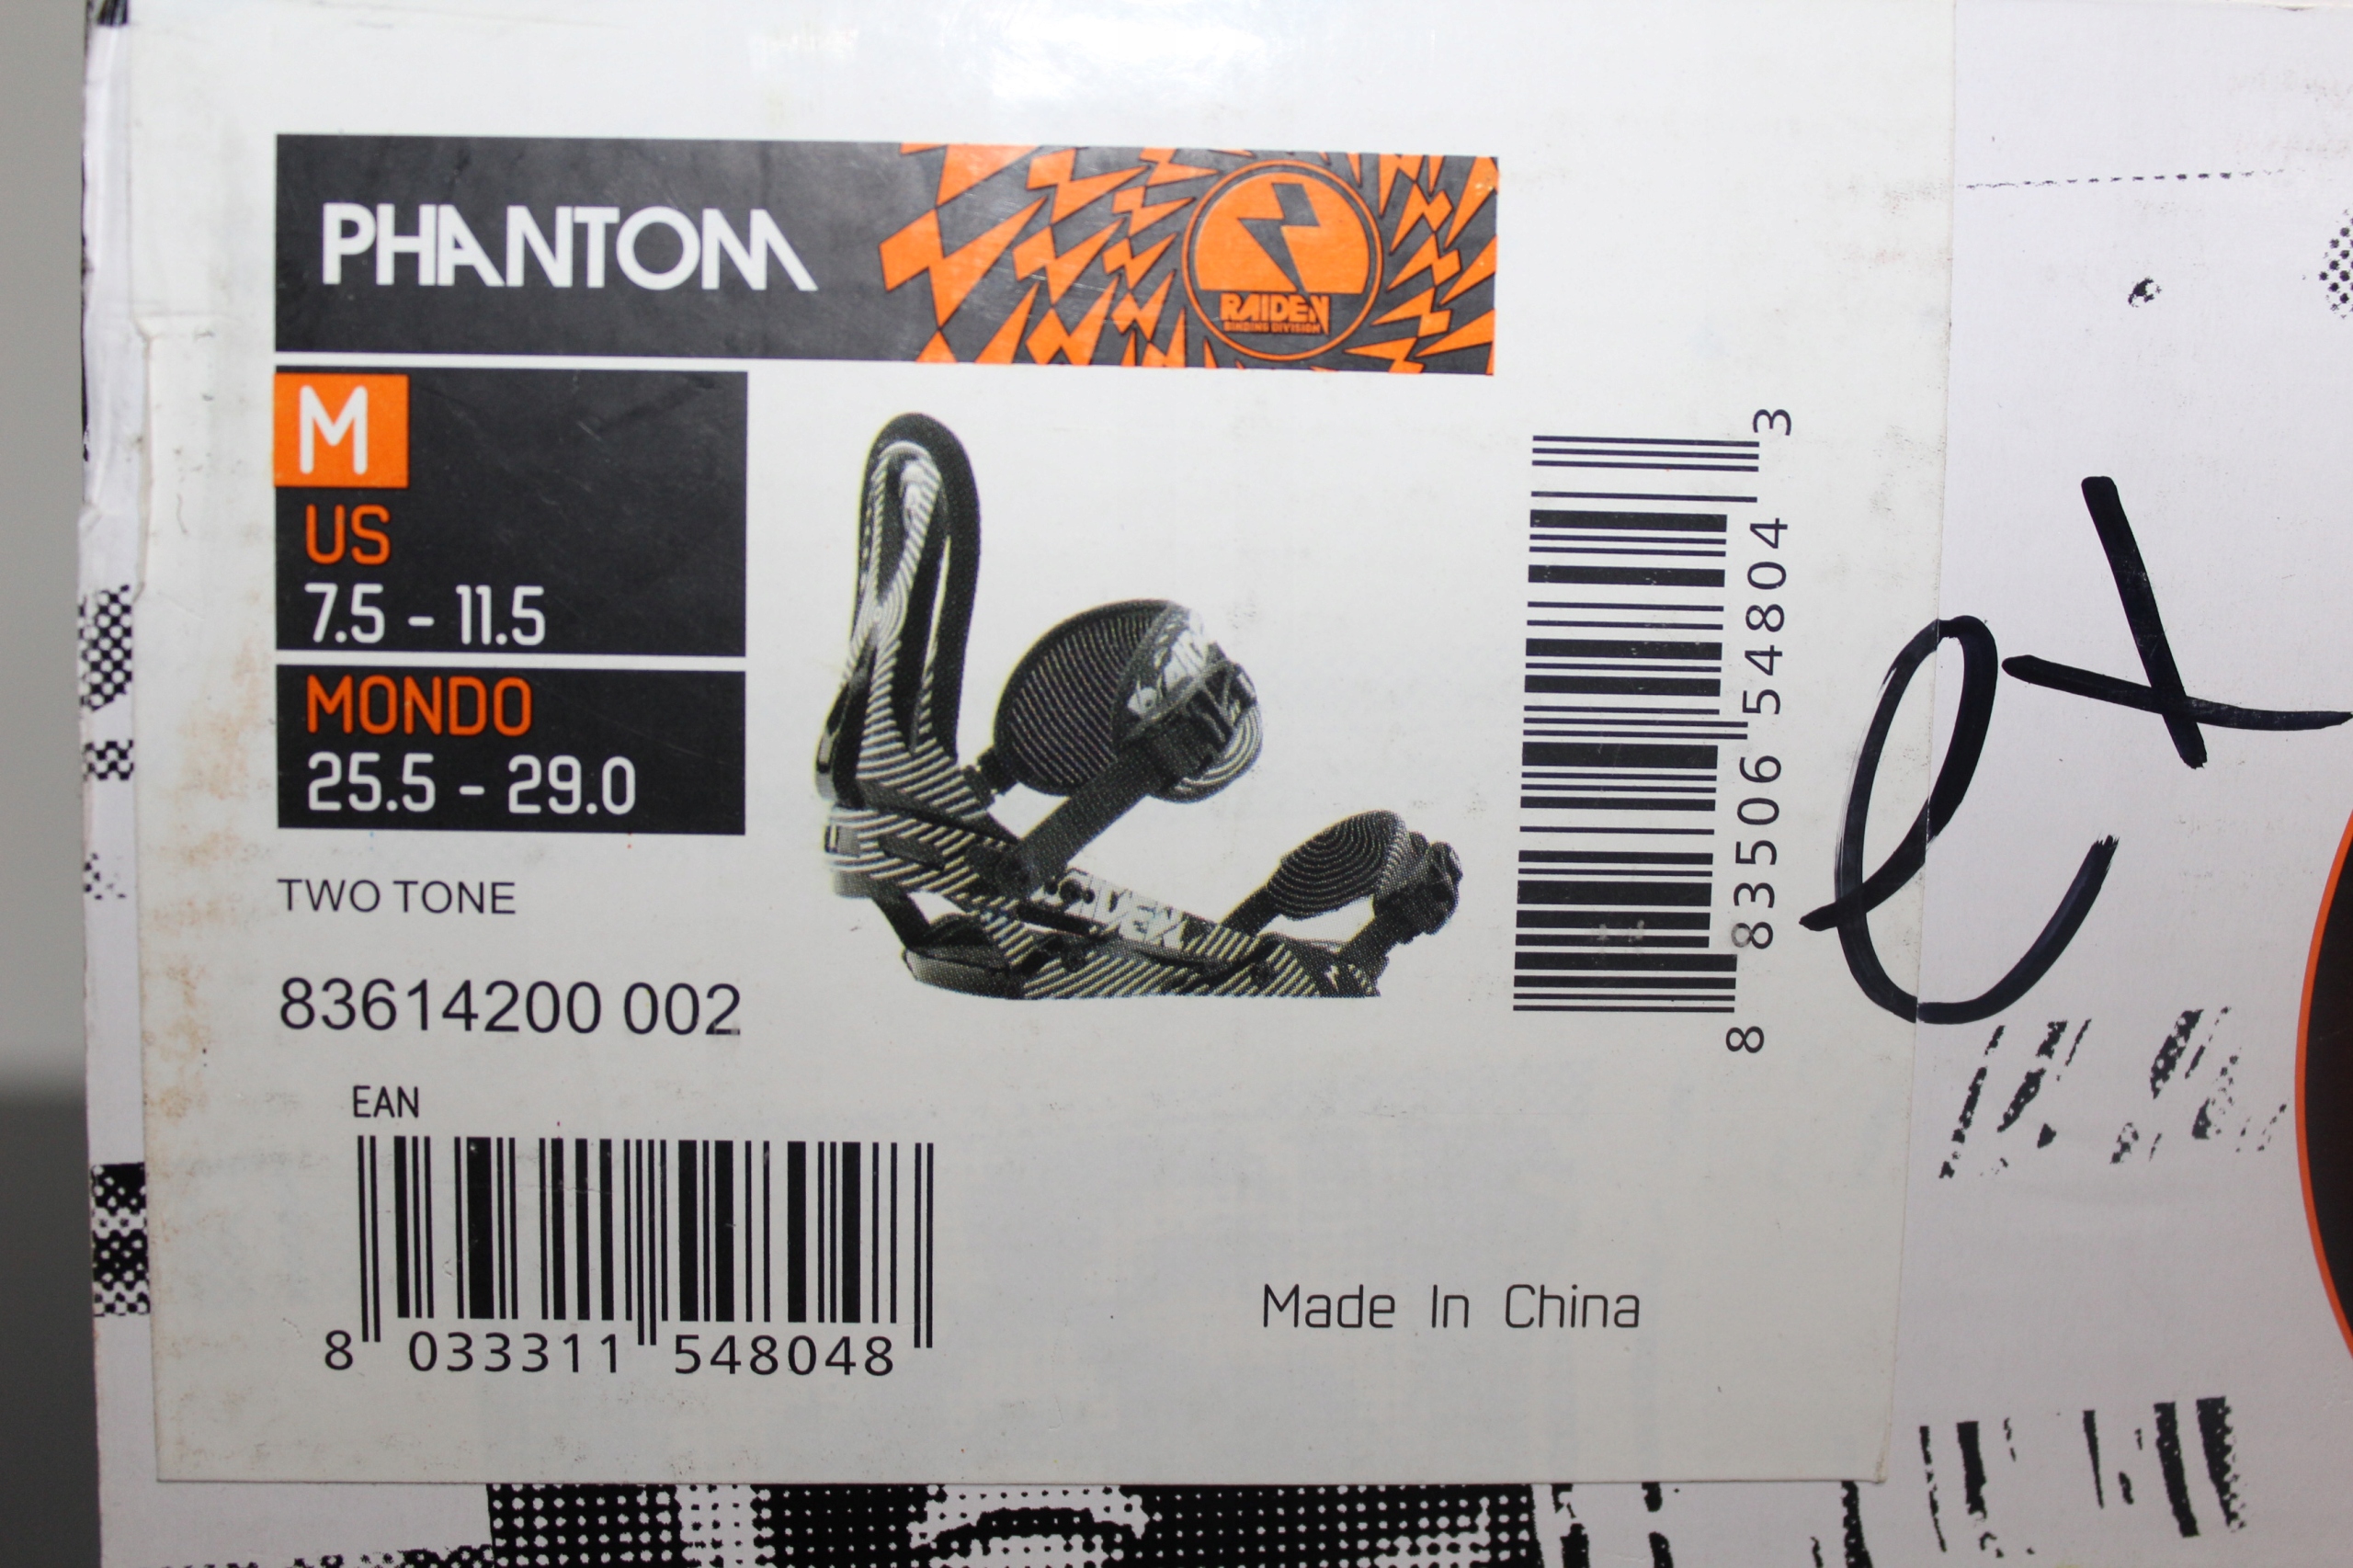 PHANTOM
RAIDEN
BINDING DIVISION
M
US
7.5 - 11.5
MONDO
25.5 - 29.0
TWO TONE
83614200 002
EAN
8 033311 548048
8 83506 54804 3
Made In China
ex